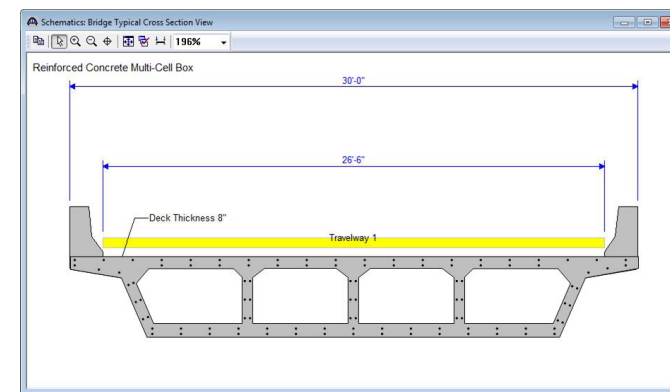 Schematics: Bridge Typical Cross Section View
196%
Reinforced Concrete Multi-Cell Box
30'-0"
26'-6"
Deck Thickness 8"
Travelway 1